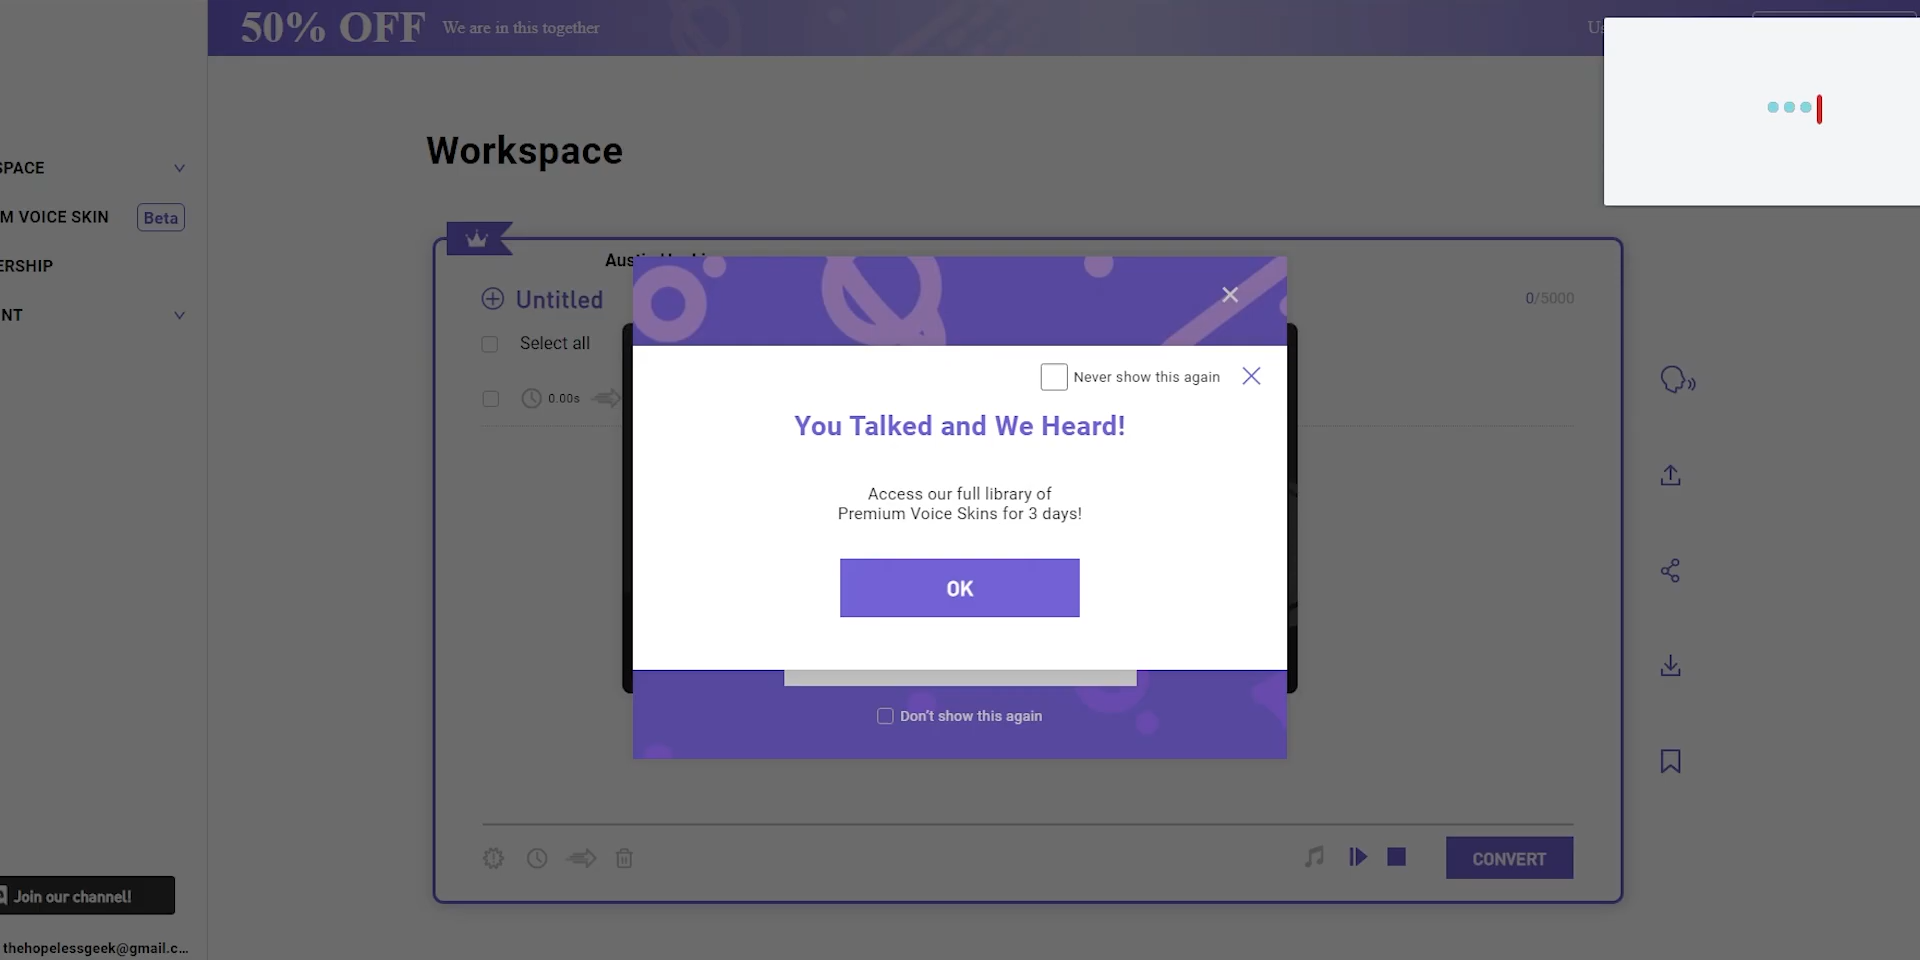 50% OFF We are in this together
Workspace
SPACE
M VOICE SKIN Beta
ERSHIP
NT
Untitled
0/5000
Select all
0.00s
Never show this again
You Talked and We Heard!
Access our full library of
Premium Voice Skins for 3 days!
OK
Don't show this again
CONVERT
Join our channel!
thehopelessgeek@gmail.c...